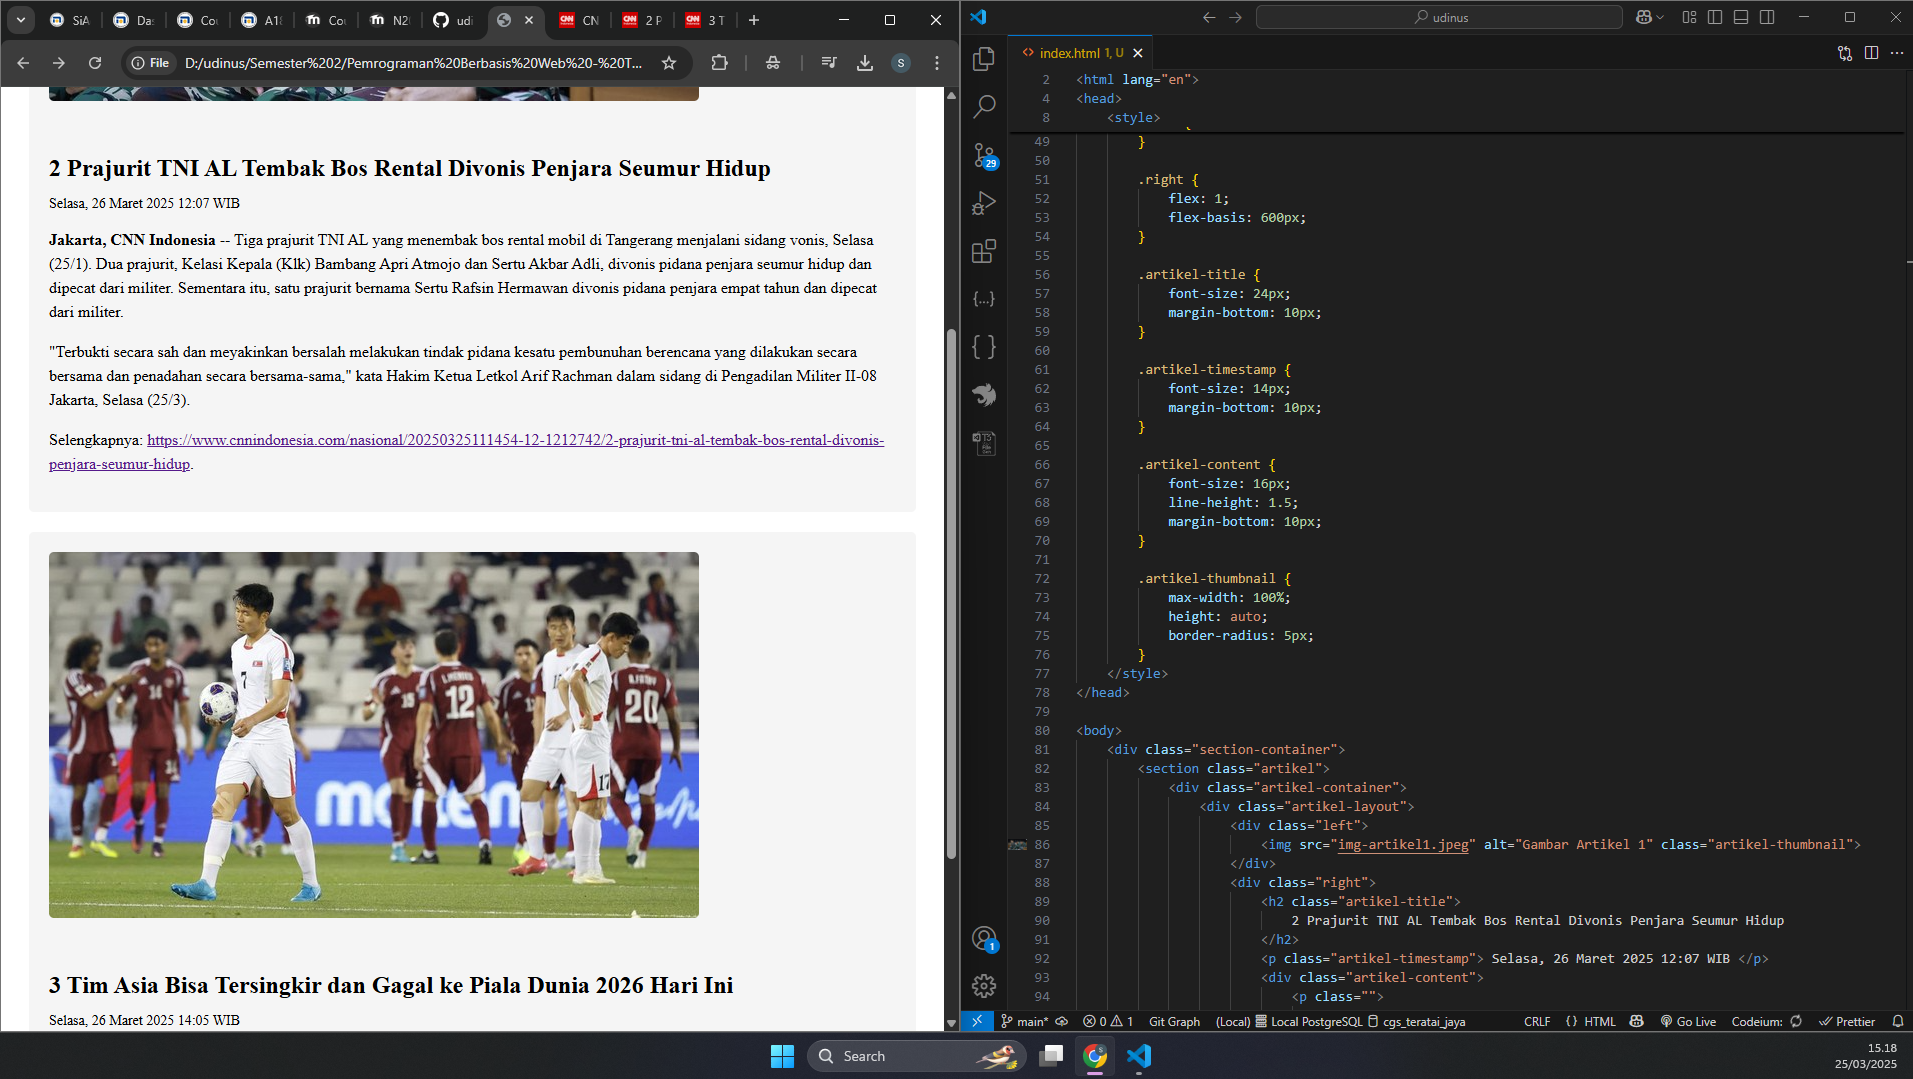 SiA
Da
Co
A1
Co
N2
udi
CN
2 P
3 T
File
D:/udinus/Semester%202/Pemrograman%20Berbasis%20Web%20-%20T...
S
2 Prajurit TNI AL Tembak Bos Rental Divonis Penjara Seumur Hidup
Selasa, 26 Maret 2025 12:07 WIB
Jakarta, CNN Indonesia -- Tiga prajurit TNI AL yang menembak bos rental mobil di Tangerang menjalani sidang vonis, Selasa
(25/1). Dua prajurit, Kelasi Kepala (Klk) Bambang Apri Atmojo dan Sertu Akbar Adli, divonis pidana penjara seumur hidup dan
dipecat dari militer. Sementara itu, satu prajurit bernama Sertu Rafsin Hermawan divonis pidana penjara empat tahun dan dipecat
dari militer.
"Terbukti secara sah dan meyakinkan bersalah melakukan tindak pidana kesatu pembunuhan berencana yang dilakukan secara
bersama dan penadahan secara bersama-sama," kata Hakim Ketua Letkol Arif Rachman dalam sidang di Pengadilan Militer II-08
Jakarta, Selasa (25/3).
Selengkapnya: https://www.cnnindonesia.com/nasional/20250325111454-12-1212742/2-prajurit-tni-al-tembak-bos-rental-divonis-
penjara-seumur-hidup.
7
14
15
12
20
17
3 Tim Asia Bisa Tersingkir dan Gagal ke Piala Dunia 2026 Hari Ini
Selasa, 26 Maret 2025 14:05 WIB
udinus
index.html 1, U
29
1
2 <html lang="en">
4 <head>
8 <style>
49 }
50
51 .right {
52 flex: 1;
53 flex-basis: 600px;
54 }
55
56 .artikel-title {
57 font-size: 24px;
58 margin-bottom: 10px;
59 }
60
61 .artikel-timestamp {
62 font-size: 14px;
63 margin-bottom: 10px;
64 }
65
66 .artikel-content {
67 font-size: 16px;
68 line-height: 1.5;
69 margin-bottom: 10px;
70 }
71
72 .artikel-thumbnail {
73 max-width: 100%;
74 height: auto;
75 border-radius: 5px;
76 }
77 </style>
78 </head>
79
80 <body>
81 <div class="section-container">
82 <section class="artikel">
83 <div class="artikel-container">
84 <div class="artikel-layout">
85 <div class="left">
86 <img src="img-artikel1.jpeg" alt="Gambar Artikel 1" class="artikel-thumbnail">
87 </div>
88 <div class="right">
89 <h2 class="artikel-title">
90 2 Prajurit TNI AL Tembak Bos Rental Divonis Penjara Seumur Hidup
91 </h2>
92 <p class="artikel-timestamp"> Selasa, 26 Maret 2025 12:07 WIB </p>
93 <div class="artikel-content">
94 <p class="">
main* 0 1 Git Graph (Local) Local PostgreSQL cgs_teratai_jaya CRLF {} HTML Go Live Codeium: Prettier
Search
15.18
25/03/2025